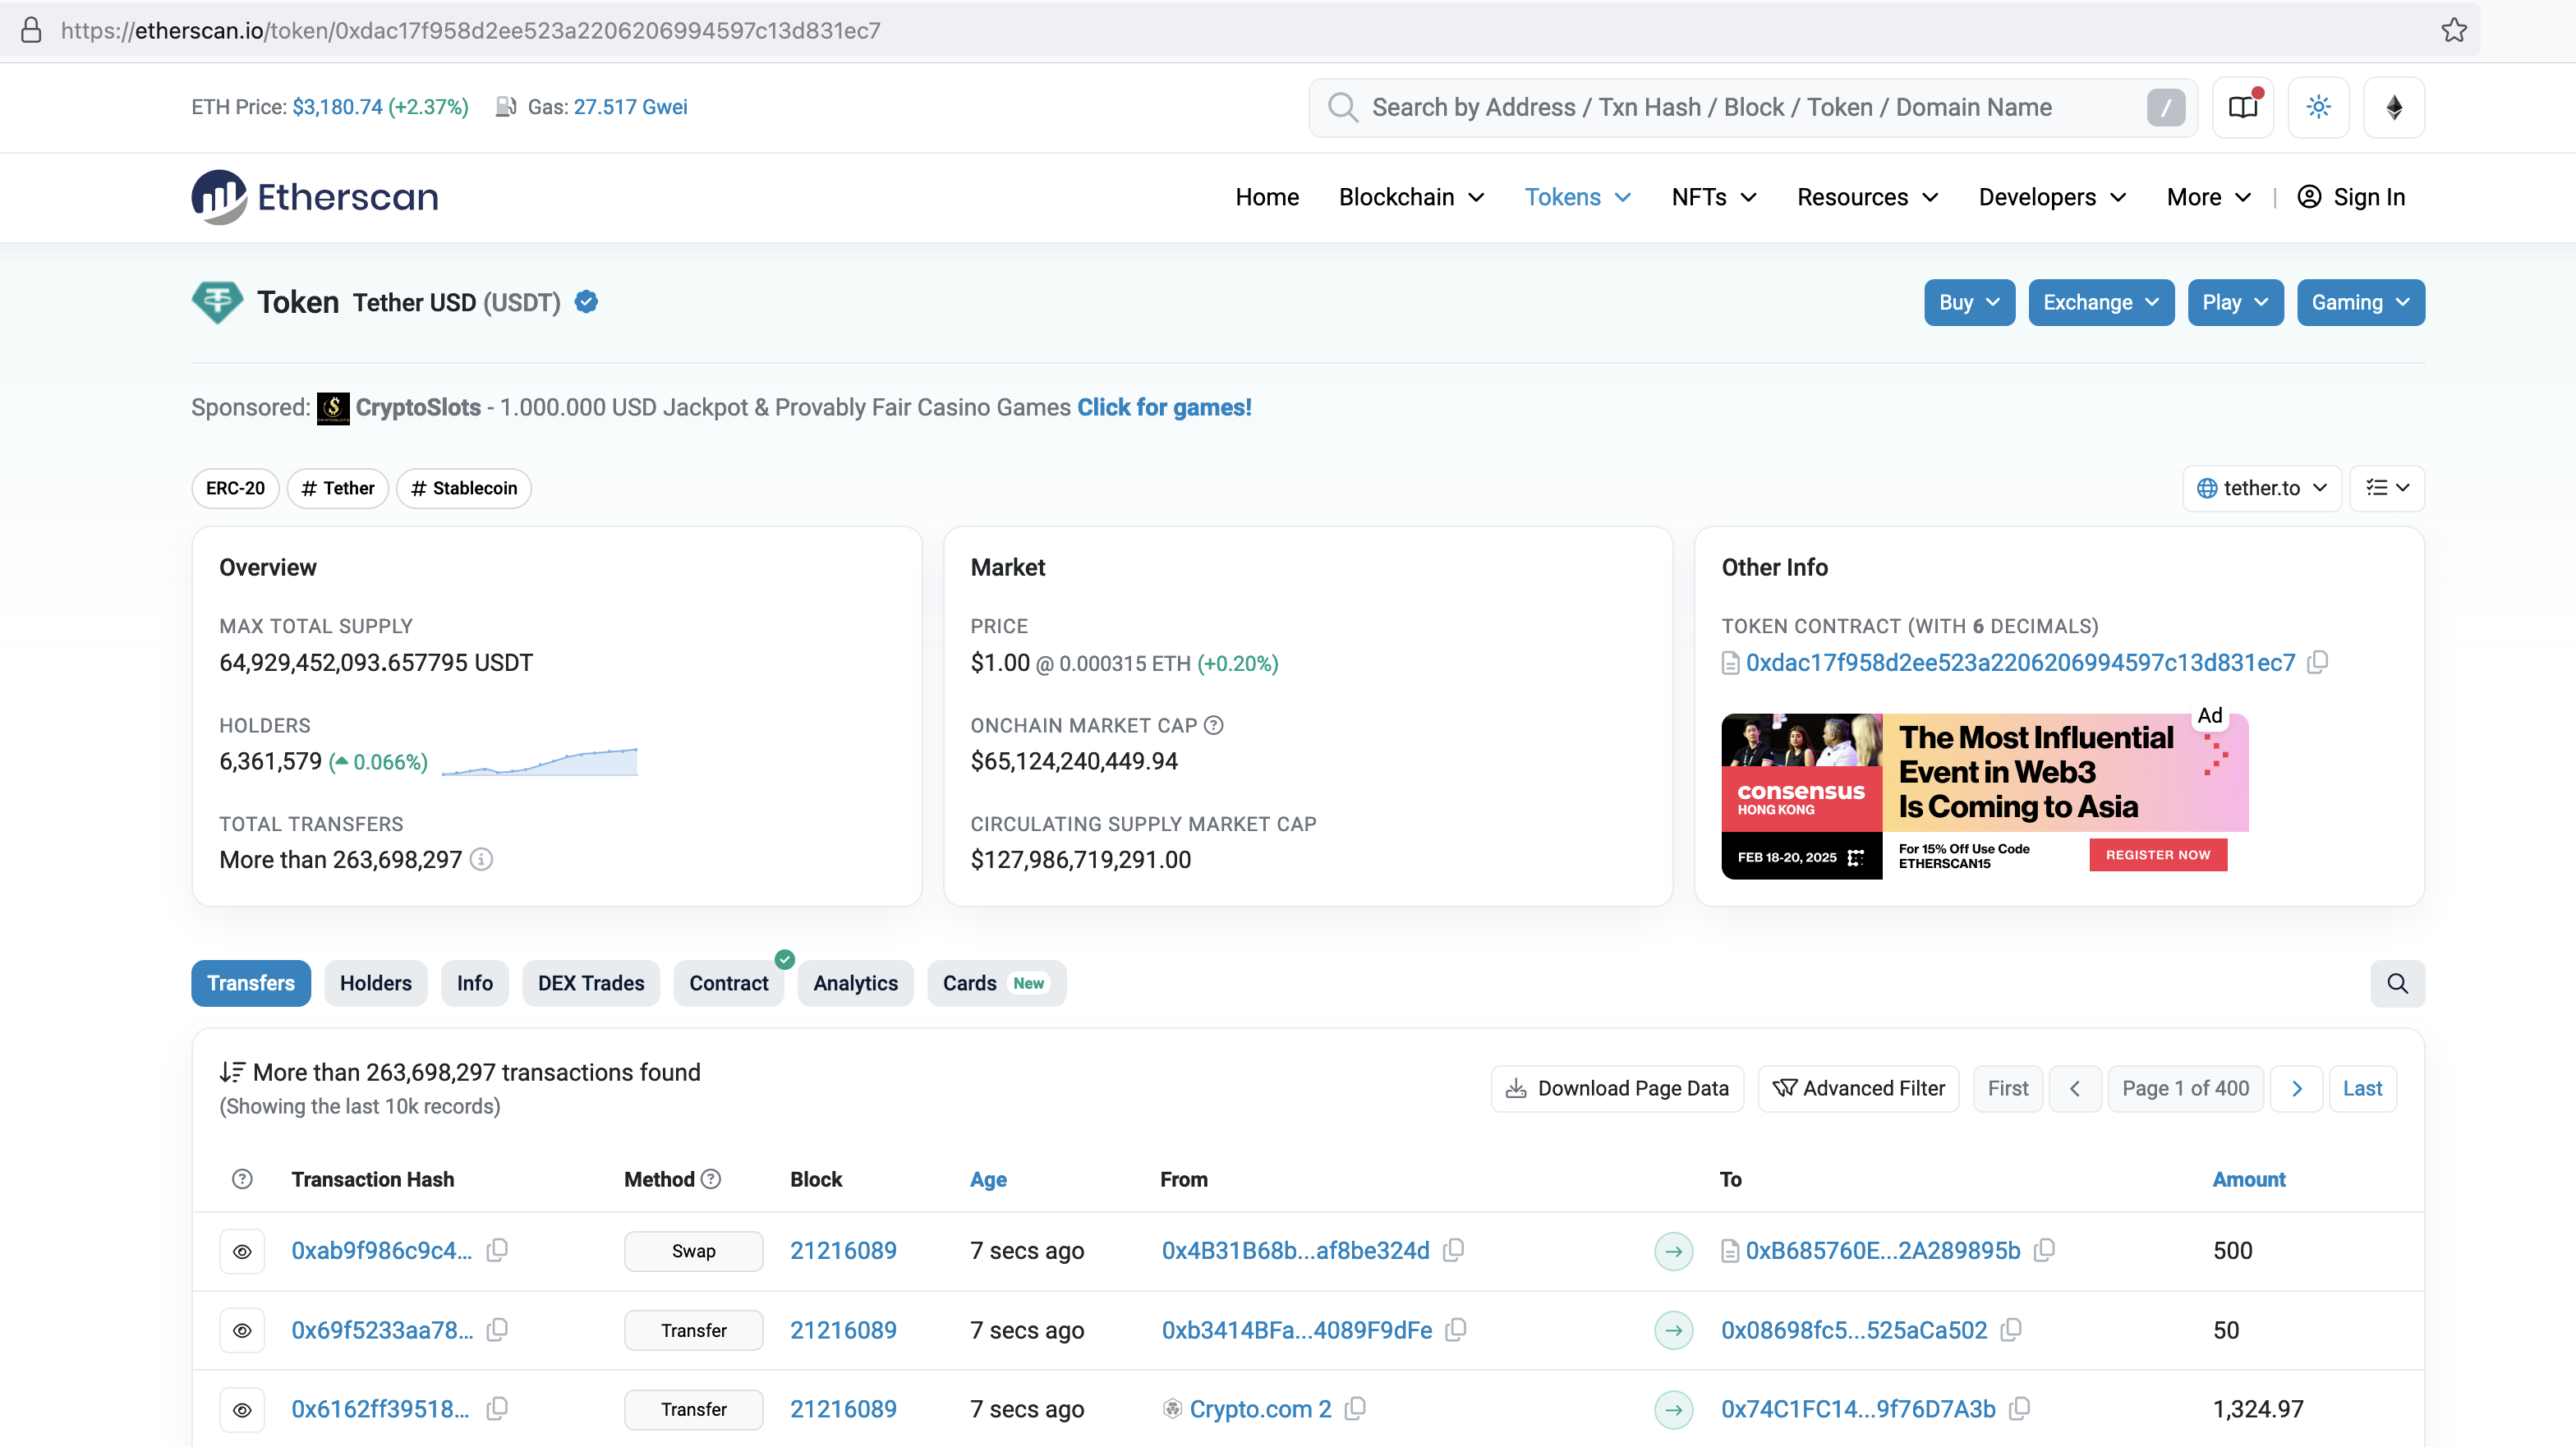 https://etherscan.io/token/0xdac17f958d2ee523a2206206994597c13d831ec7
ETH Price: $3,180.74 (+2.37%) Gas: 27.517 Gwei
Search by Address / Txn Hash / Block / Token / Domain Name /
Etherscan
Home Blockchain Tokens NFTs Resources Developers More | Sign In
Token Tether USD (USDT)
Buy Exchange Play Gaming
Sponsored: CryptoSlots - 1.000.000 USD Jackpot & Provably Fair Casino Games Click for games!
ERC-20 # Tether # Stablecoin
tether.to
Overview
MAX TOTAL SUPPLY
64,929,452,093.657795 USDT
HOLDERS
6,361,579 (0.066%)
TOTAL TRANSFERS
More than 263,698,297
Market
PRICE
$1.00 @ 0.000315 ETH (+0.20%)
ONCHAIN MARKET CAP
$65,124,240,449.94
CIRCULATING SUPPLY MARKET CAP
$127,986,719,291.00
Other Info
TOKEN CONTRACT (WITH 6 DECIMALS)
0xdac17f958d2ee523a2206206994597c13d831ec7
Ad
The Most Influential
Event in Web3
Is Coming to Asia
consensus
HONG KONG
FEB 18-20, 2025
For 15% Off Use Code
ETHERSCAN15
REGISTER NOW
Transfers Holders Info DEX Trades Contract Analytics Cards New
More than 263,698,297 transactions found
(Showing the last 10k records)
Download Page Data Advanced Filter First Page 1 of 400 Last
Transaction Hash Method Block Age From To Amount
0xab9f986c9c4... Swap 21216089 7 secs ago 0x4B31B68b...af8be324d 0xB685760E...2A289895b 500
0x69f5233aa78... Transfer 21216089 7 secs ago 0xb3414BFa...4089F9dFe 0x08698fc5...525aCa502 50
0x6162ff39518... Transfer 21216089 7 secs ago Crypto.com 2 0x74C1FC14...9f76D7A3b 1,324.97